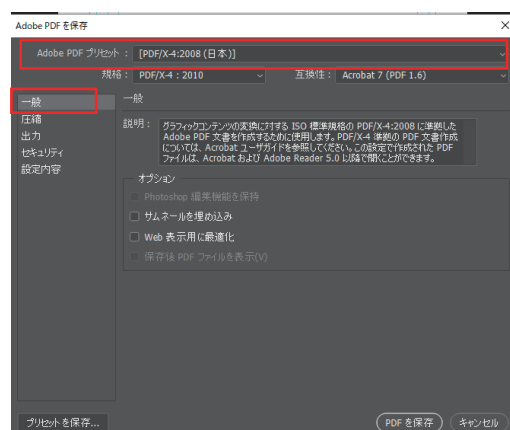 Adobe PDF を保存
Adobe PDF プリセット： [PDF/X-4:2008 (日本)]
規格： PDF/X-4 : 2010 互換性： Acrobat 7 (PDF 1.6)
一般
圧縮
出力
セキュリティ
設定内容
一般
説明： グラフィックコンテンツの変換に対する ISO 標準規格の PDF/X-4:2008 に準拠した
Adobe PDF 文書を作成するために使用します。PDF/X-4 準拠の PDF 文書作成
については、Acrobat ユーザガイドを参照してください。この設定で作成された PDF
ファイルは、Acrobat および Adobe Reader 5.0 以降で開くことができます。
オプション
Photoshop 編集機能を保持
サムネールを埋め込み
Web 表示用に最適化
保存後 PDF ファイルを表示(V)
プリセットを保存...
PDF を保存
キャンセル